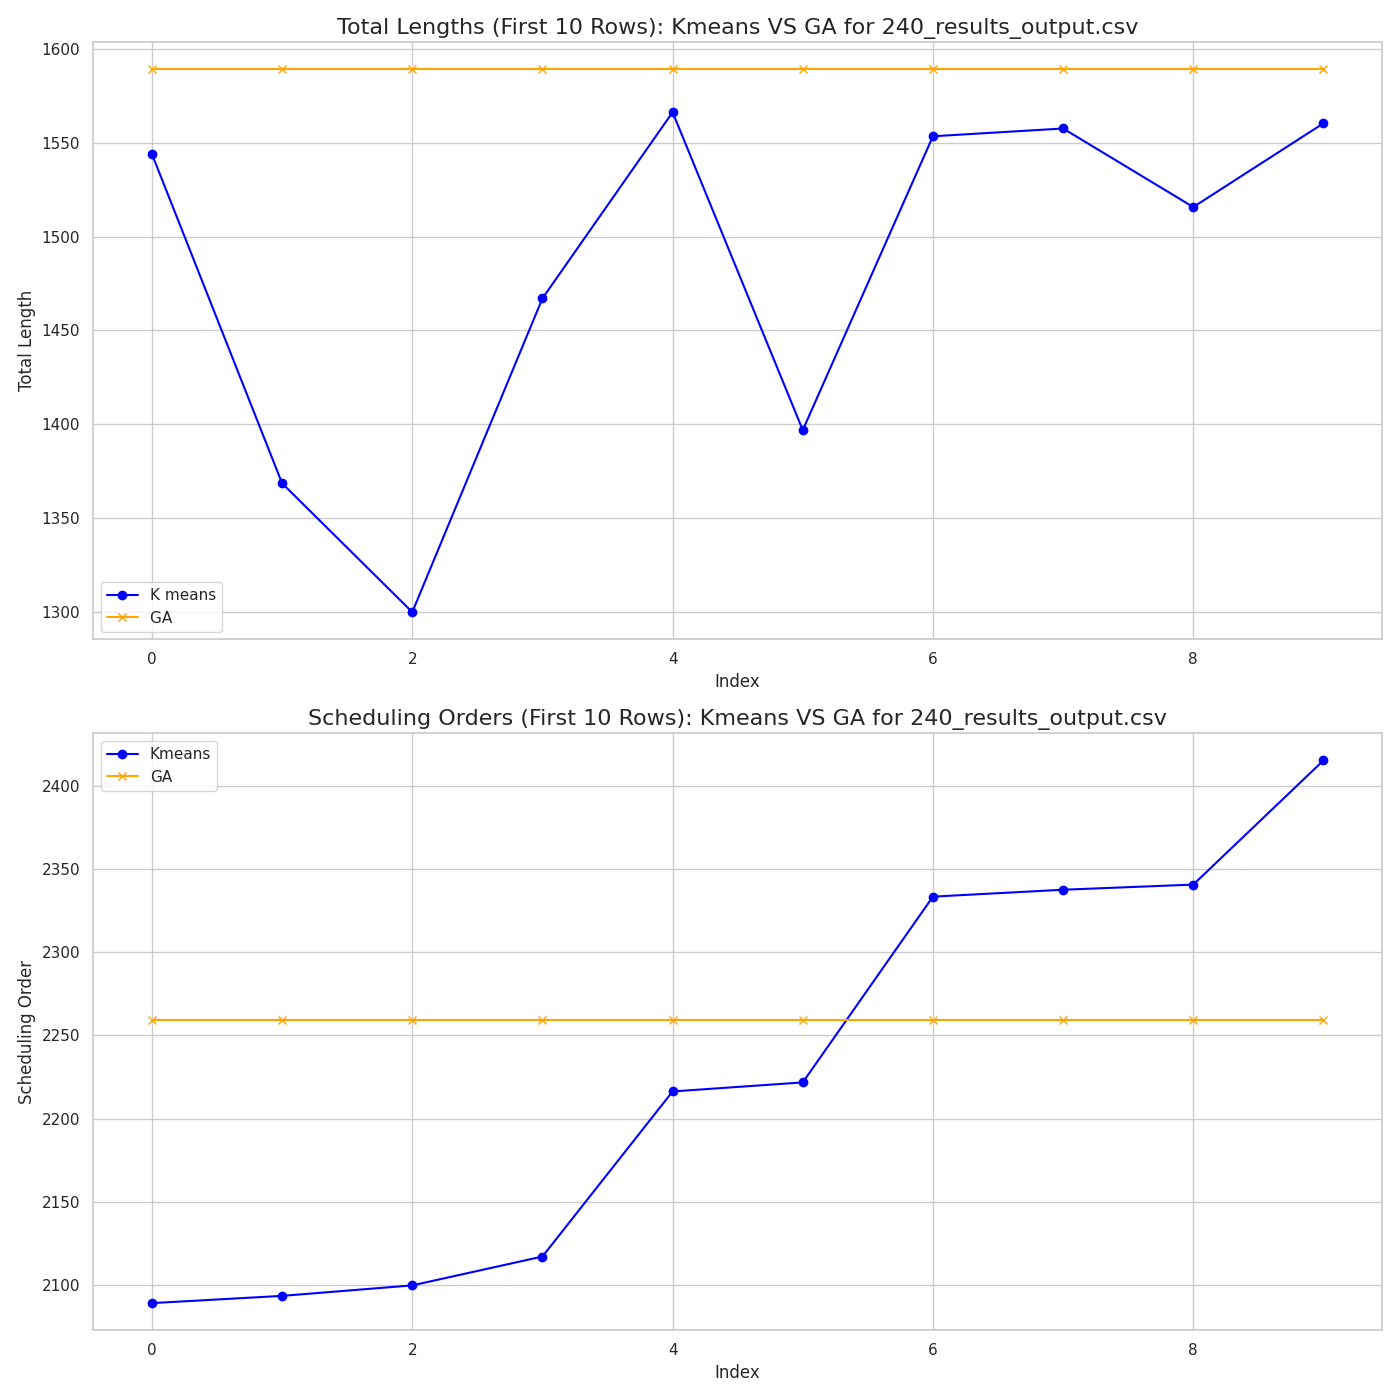 Total Lengths (First 10 Rows): Kmeans VS GA for 240_results_output.csv
1600
1550
1500
1450
1400
1350
1300
Total Length
K means
GA
0 2 4 6 8
Index
Scheduling Orders (First 10 Rows): Kmeans VS GA for 240_results_output.csv
Kmeans
GA
2400
2350
2300
2250
2200
2150
2100
Scheduling Order
0 2 4 6 8
Index